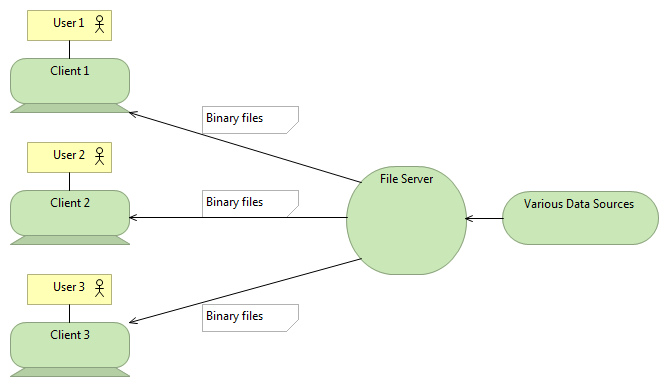 User 1
Client 1
Binary files
User 2
Client 2
Binary files
File Server
Various Data Sources
User 3
Client 3
Binary files